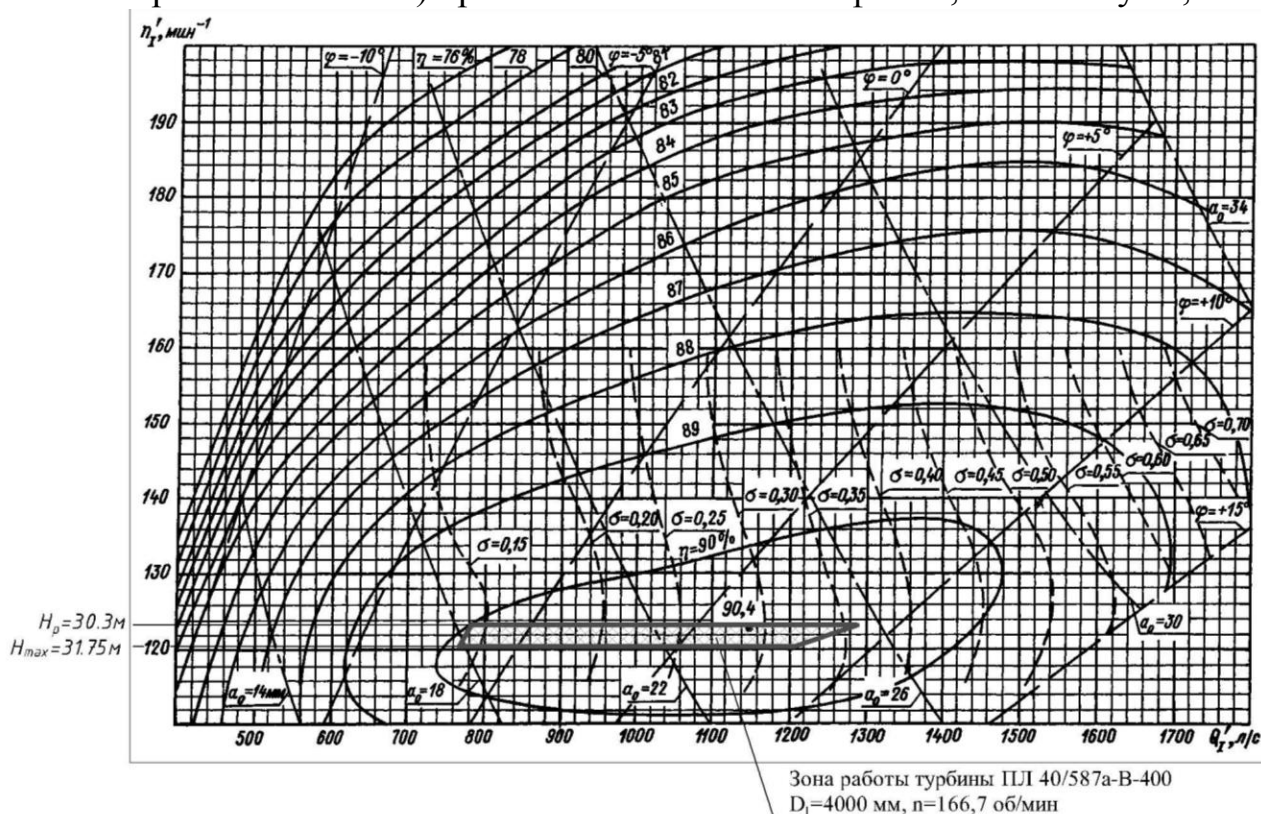 n_I′, мин⁻¹
φ=-10°
η=76%
78
80
φ=-5°
81
82
83
84
85
86
87
88
89
φ=0°
φ=+5°
a₀=34
φ=+10°
190
180
170
160
150
140
130
120
σ=0,15
σ=0,20
σ=0,25
η=90%
σ=0,30
σ=0,35
σ=0,40
σ=0,45
σ=0,50
σ=0,55
σ=0,60
σ=0,65
σ=0,70
φ=+15°
90,4
H_p=30.3м
H_max=31.75м
a₀=14мм
a₀=18
a₀=22
a₀=26
a₀=30
500 600 700 800 900 1000 1100 1200 1300 1400 1500 1600 1700 Q_I′, л/с
Зона работы турбины ПЛ 40/587а-В-400
D₁=4000 мм, n=166,7 об/мин